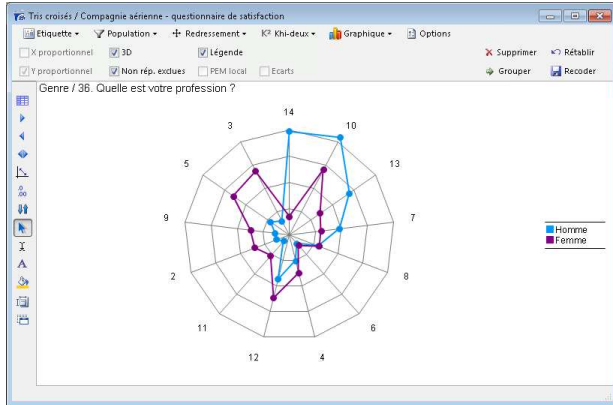 Tris croisés / Compagnie aérienne - questionnaire de satisfaction
Etiquette Population Redressement K² Khi-deux Graphique Options
X proportionnel 3D Légende Supprimer Rétablir
Y proportionnel Non rép. exclues PEM local Ecarts Grouper Recoder
Genre / 36. Quelle est votre profession ?
14
3 10
5 13
9 7
Homme
Femme
2 8
11 6
12 4